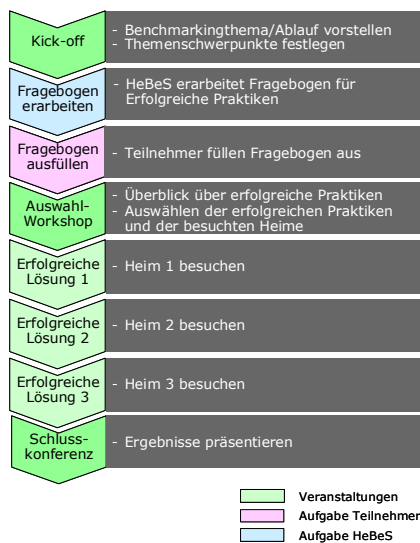 Kick-off
- Benchmarkingthema/Ablauf vorstellen
- Themenschwerpunkte festlegen
Fragebogen
erarbeiten
- HeBeS erarbeitet Fragebogen für
Erfolgreiche Praktiken
Fragebogen
ausfüllen
- Teilnehmer füllen Fragebogen aus
Auswahl-
Workshop
- Überblick über erfolgreiche Praktiken
- Auswählen der erfolgreichen Praktiken
und der besuchten Heime
Erfolgreiche
Lösung 1
- Heim 1 besuchen
Erfolgreiche
Lösung 2
- Heim 2 besuchen
Erfolgreiche
Lösung 3
- Heim 3 besuchen
Schluss-
konferenz
- Ergebnisse präsentieren
Veranstaltungen
Aufgabe Teilnehmer
Aufgabe HeBeS